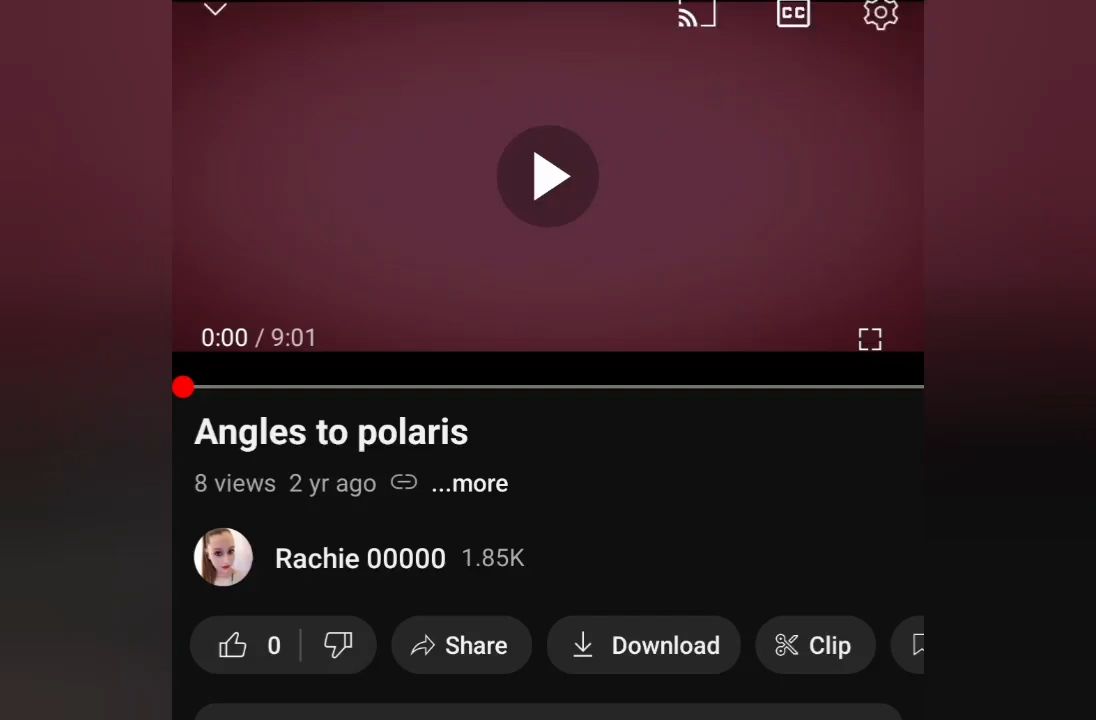 CC
0:00 / 9:01
Angles to polaris
8 views 2 yr ago ...more
Rachie 00000 1.85K
0 Share Download Clip